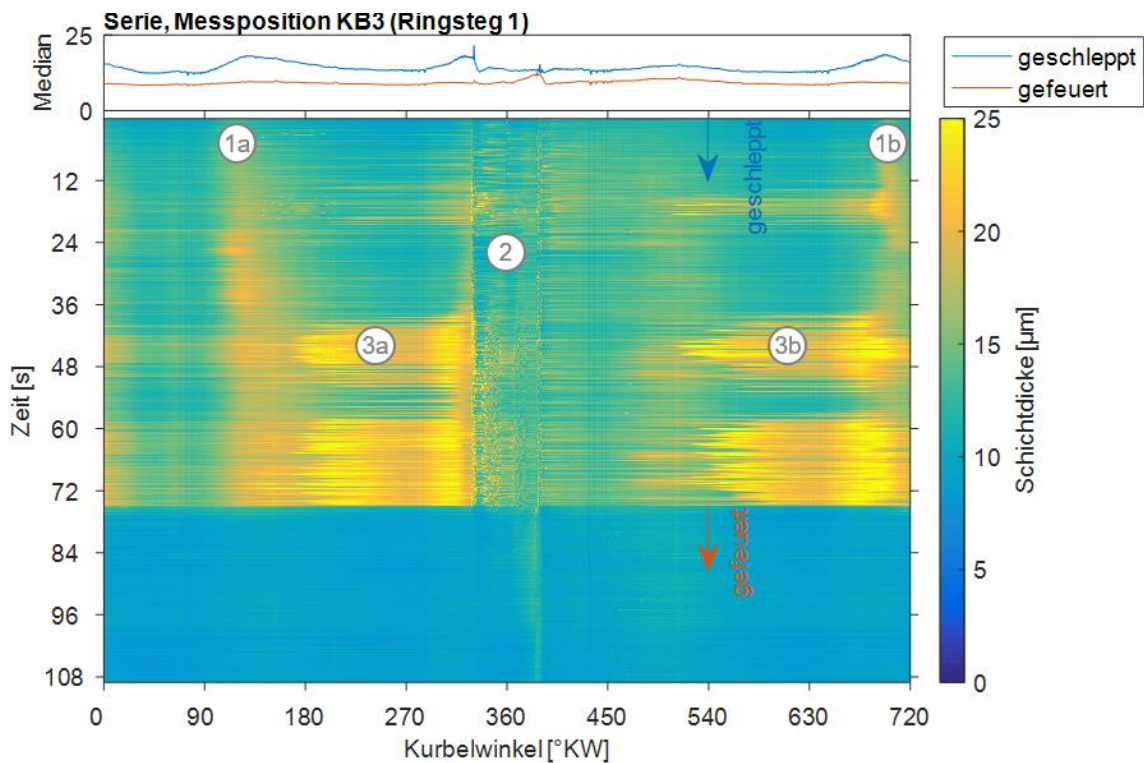 Serie, Messposition KB3 (Ringsteg 1)
25
0
Median
geschleppt
gefeuert
1a
1b
2
3a
3b
geschleppt
gefeuert
12
24
36
48
60
72
84
96
108
Zeit [s]
0 90 180 270 360 450 540 630 720
Kurbelwinkel [°KW]
25
20
15
10
5
0
Schichtdicke [µm]